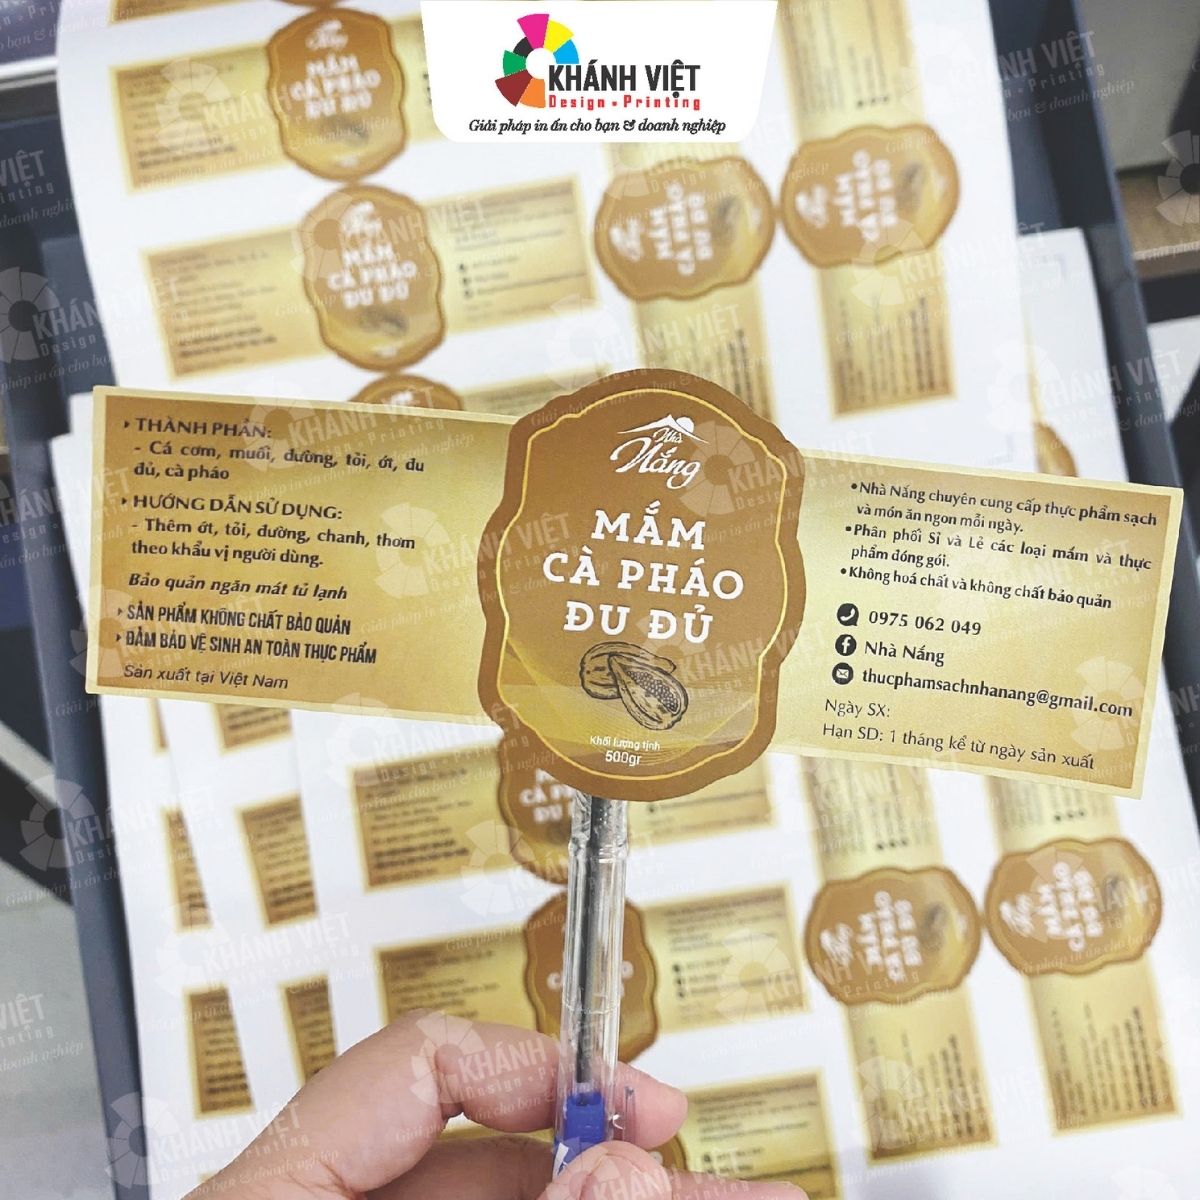 KHÁNH VIỆT
Design • Printing
Giải pháp in ấn cho bạn & doanh nghiệp
THÀNH PHẦN:
- Cá cơm, muối, đường, tỏi, ớt, đu
đủ, cà pháo
HƯỚNG DẪN SỬ DỤNG:
- Thêm ớt, tỏi, đường, chanh, thơm
theo khẩu vị người dùng.
Bảo quản ngăn mát tủ lạnh
SẢN PHẨM KHÔNG CHẤT BẢO QUẢN
ĐẢM BẢO VỆ SINH AN TOÀN THỰC PHẨM
Sản xuất tại Việt Nam
Nhà
Nắng
MẮM
CÀ PHÁO
ĐU ĐỦ
Khối lượng tịnh
500gr
•Nhà Nắng chuyên cung cấp thực phẩm sạch
và món ăn ngon mỗi ngày.
•Phân phối Sỉ và Lẻ các loại mắm và thực
phẩm đóng gói.
•Không hoá chất và không chất bảo quản
0975 062 049
Nhà Nắng
thucphamsachnhanang@gmail.com
Ngày SX:
Hạn SD: 1 tháng kể từ ngày sản xuất